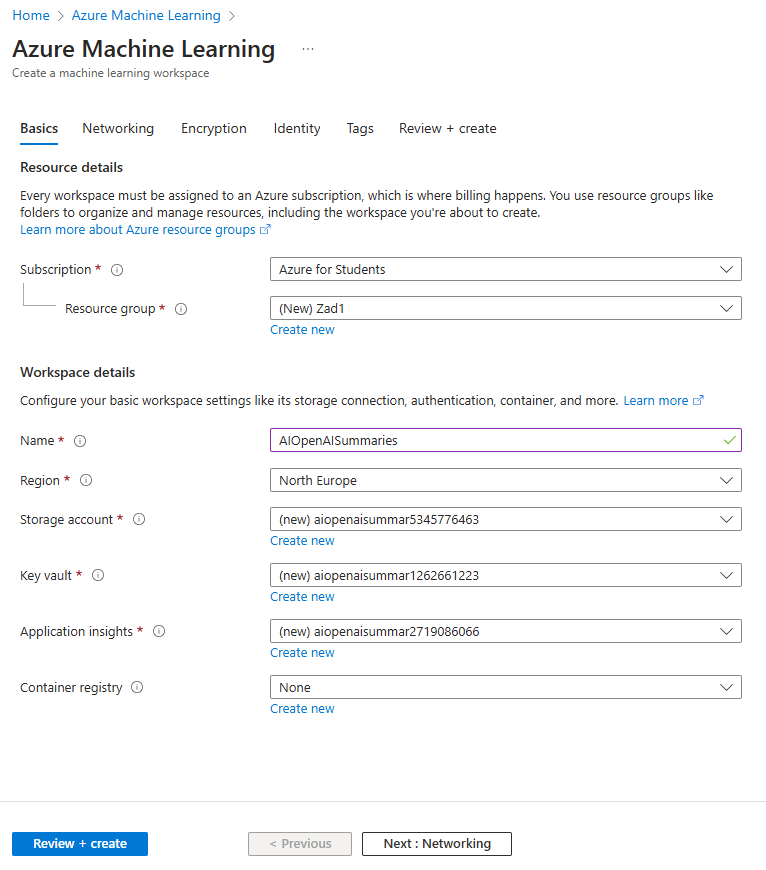 Home > Azure Machine Learning >
Azure Machine Learning ...
Create a machine learning workspace
Basics Networking Encryption Identity Tags Review + create
Resource details
Every workspace must be assigned to an Azure subscription, which is where billing happens. You use resource groups like
folders to organize and manage resources, including the workspace you're about to create.
Learn more about Azure resource groups
Subscription * Azure for Students
Resource group * (New) Zad1
Create new
Workspace details
Configure your basic workspace settings like its storage connection, authentication, container, and more. Learn more
Name * AIOpenAISummaries
Region * North Europe
Storage account * (new) aiopenaisummar5345776463
Create new
Key vault * (new) aiopenaisummar1262661223
Create new
Application insights * (new) aiopenaisummar2719086066
Create new
Container registry None
Create new
Review + create < Previous Next : Networking